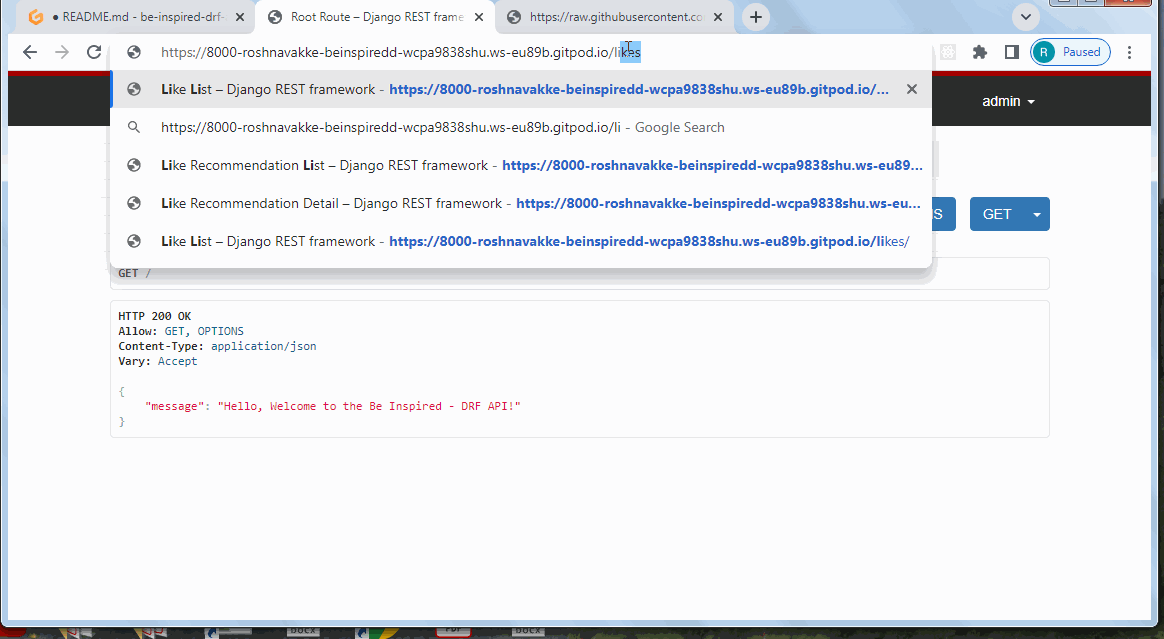 ● README.md - be-inspired-drf-
Root Route – Django REST frame
https://raw.githubusercontent.co
https://8000-roshnavakke-beinspiredd-wcpa9838shu.ws-eu89b.gitpod.io/likes
R Paused
Like List – Django REST framework - https://8000-roshnavakke-beinspiredd-wcpa9838shu.ws-eu89b.gitpod.io/...
admin
https://8000-roshnavakke-beinspiredd-wcpa9838shu.ws-eu89b.gitpod.io/li - Google Search
Like Recommendation List – Django REST framework - https://8000-roshnavakke-beinspiredd-wcpa9838shu.ws-eu89...
Like Recommendation Detail – Django REST framework - https://8000-roshnavakke-beinspiredd-wcpa9838shu.ws-eu...
S GET
Like List – Django REST framework - https://8000-roshnavakke-beinspiredd-wcpa9838shu.ws-eu89b.gitpod.io/likes/
GET /
HTTP 200 OK
Allow: GET, OPTIONS
Content-Type: application/json
Vary: Accept
{
"message": "Hello, Welcome to the Be Inspired - DRF API!"
}
DOCX
PDF
DOCX